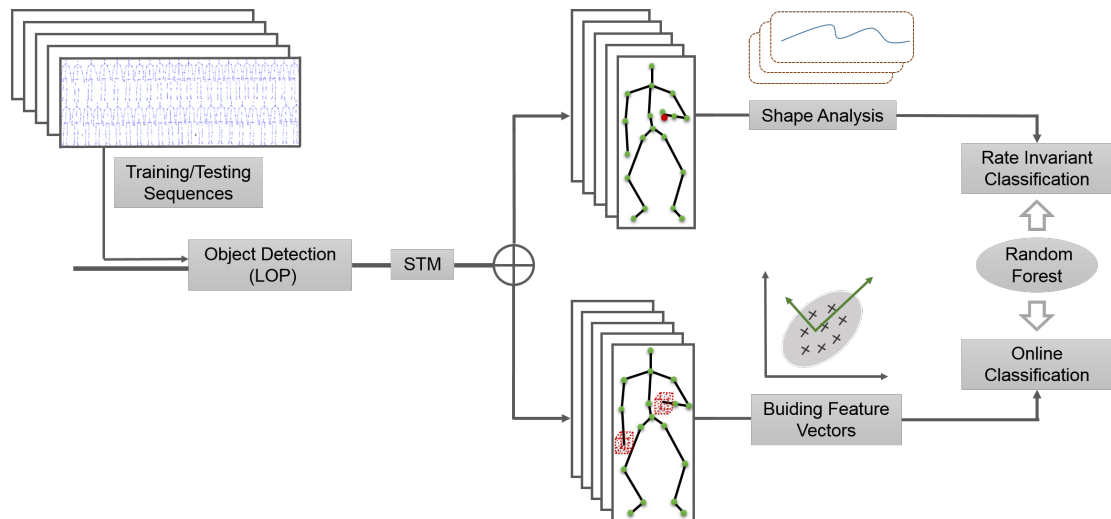 Training/Testing
Sequences
Object Detection
(LOP)
STM
Shape Analysis
Rate Invariant
Classification
Random
Forest
Online
Classification
Buiding Feature
Vectors